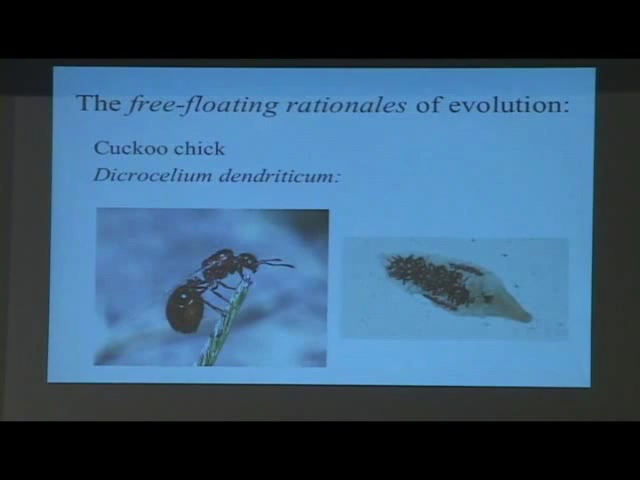 The free-floating rationales of evolution:
Cuckoo chick
Dicrocelium dendriticum: